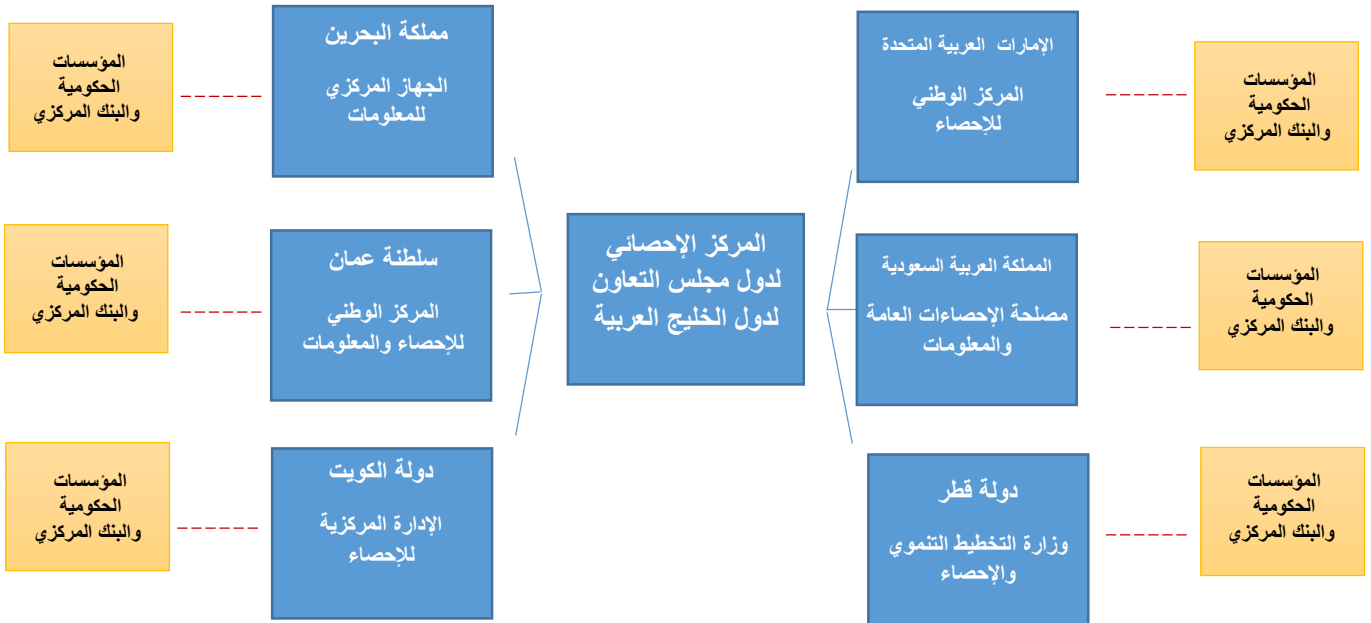 الإمارات العربية المتحدة
المركز الوطني
للإحصاء
المؤسسات
الحكومية
والبنك المركزي
المملكة العربية السعودية
مصلحة الإحصاءات العامة
والمعلومات
المؤسسات
الحكومية
والبنك المركزي
دولة قطر
وزارة التخطيط التنموي
والإحصاء
المؤسسات
الحكومية
والبنك المركزي
المركز الإحصائي
لدول مجلس التعاون
لدول الخليج العربية
مملكة البحرين
الجهاز المركزي
للمعلومات
المؤسسات
الحكومية
والبنك المركزي
سلطنة عمان
المركز الوطني
للإحصاء والمعلومات
المؤسسات
الحكومية
والبنك المركزي
دولة الكويت
الإدارة المركزية
للإحصاء
المؤسسات
الحكومية
والبنك المركزي